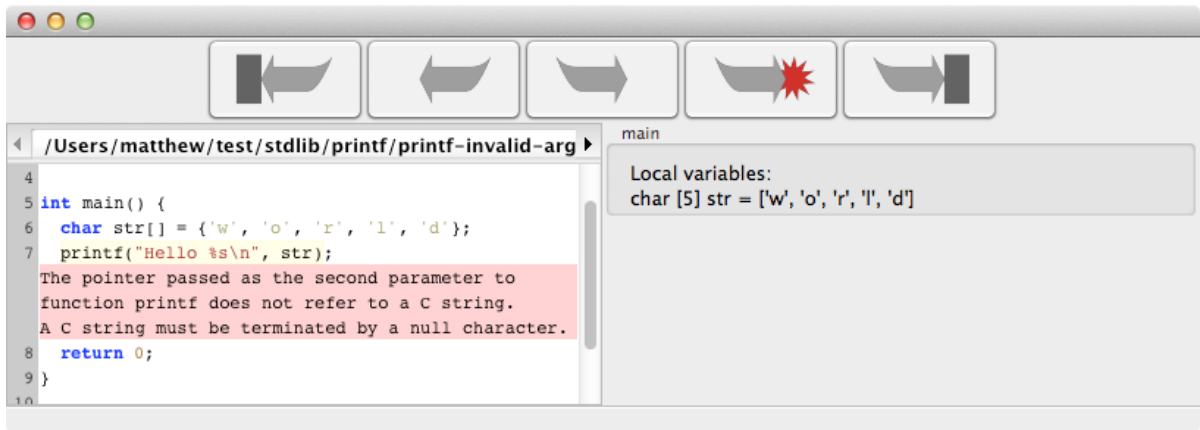 /Users/matthew/test/stdlib/printf/printf-invalid-arg
4
5 int main() {
6 char str[] = {'w', 'o', 'r', 'l', 'd'};
7 printf("Hello %s\n", str);
The pointer passed as the second parameter to
function printf does not refer to a C string.
A C string must be terminated by a null character.
8 return 0;
9 }
10
main
Local variables:
char [5] str = ['w', 'o', 'r', 'l', 'd']